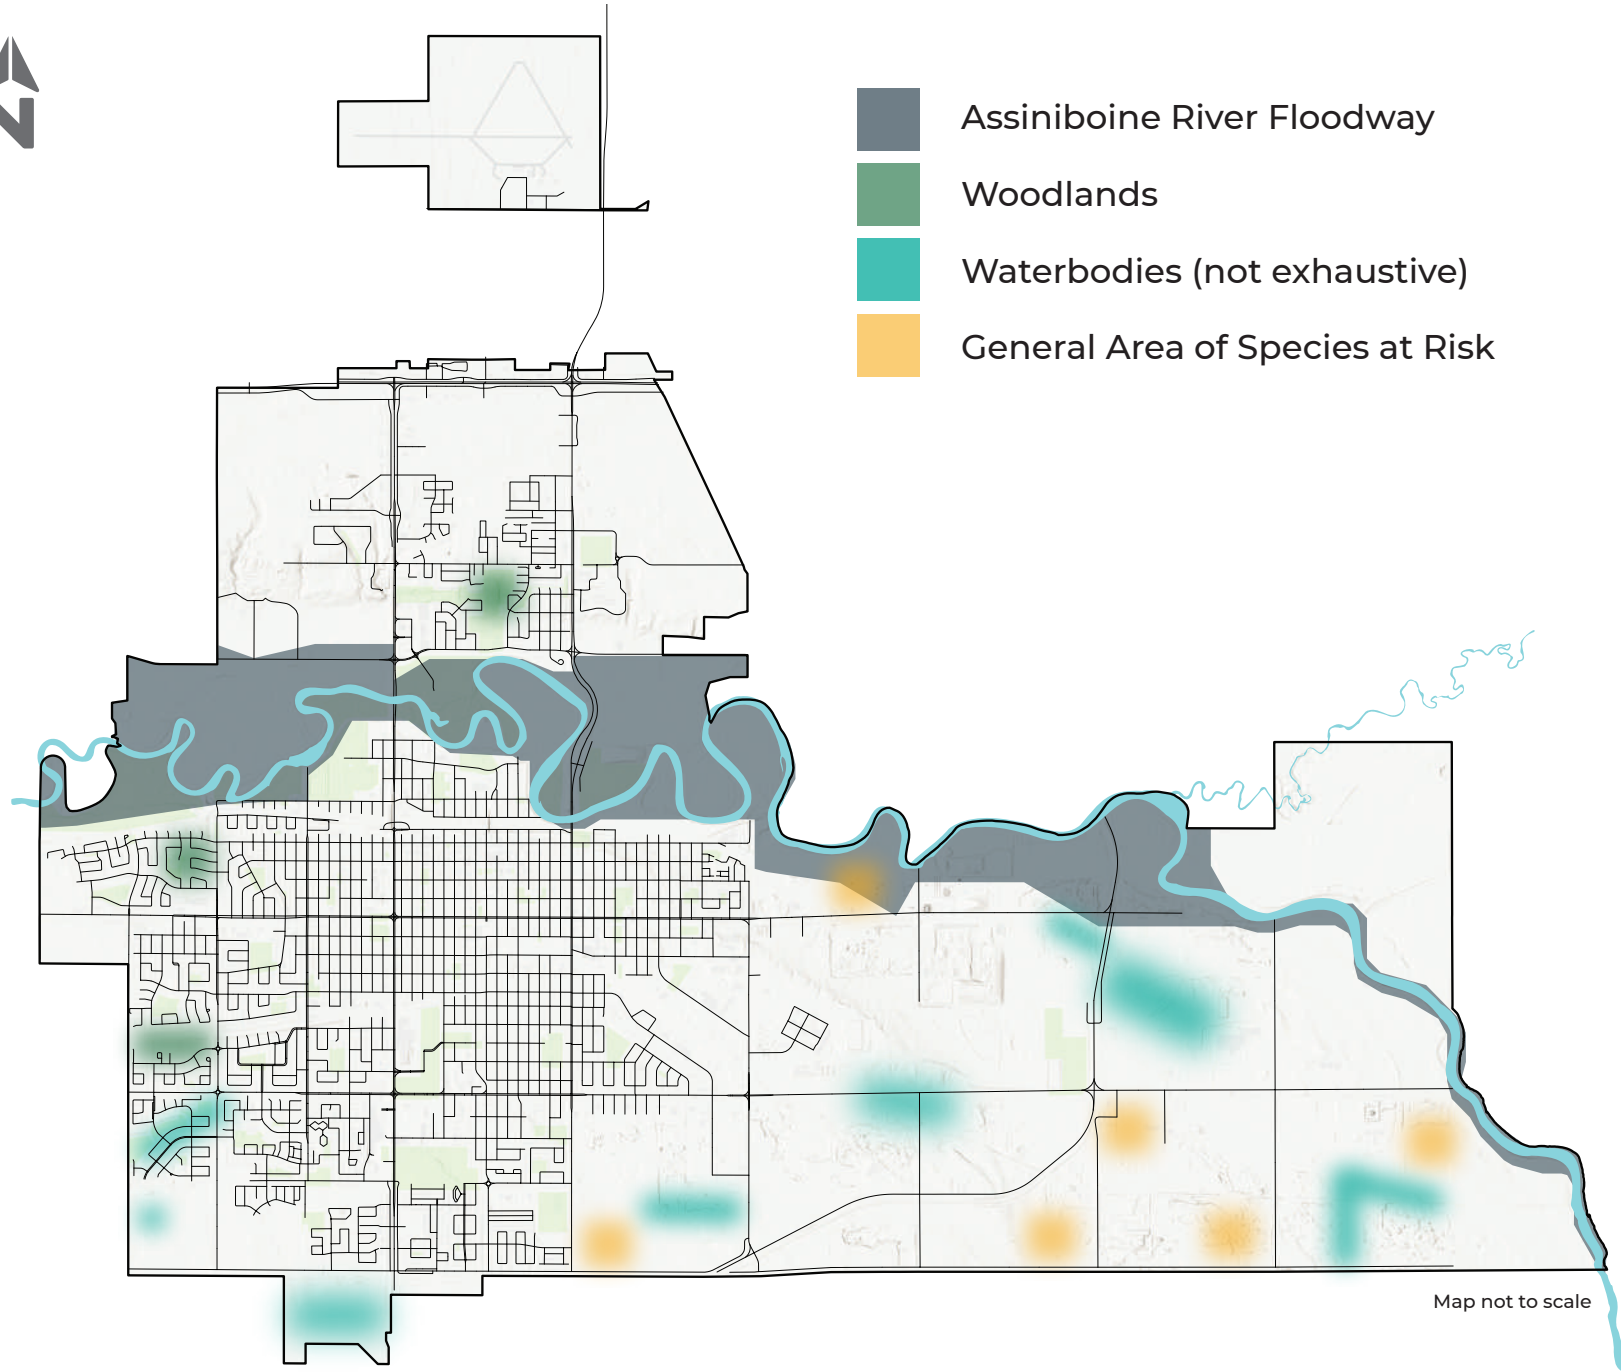 N
Assiniboine River Floodway
Woodlands
Waterbodies (not exhaustive)
General Area of Species at Risk
Map not to scale